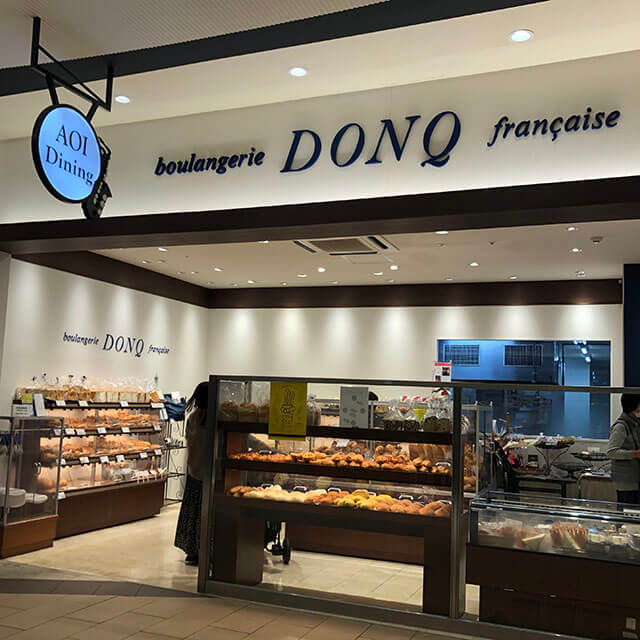 AOI
Dining
boulangerie DONQ française
boulangerie DONQ française